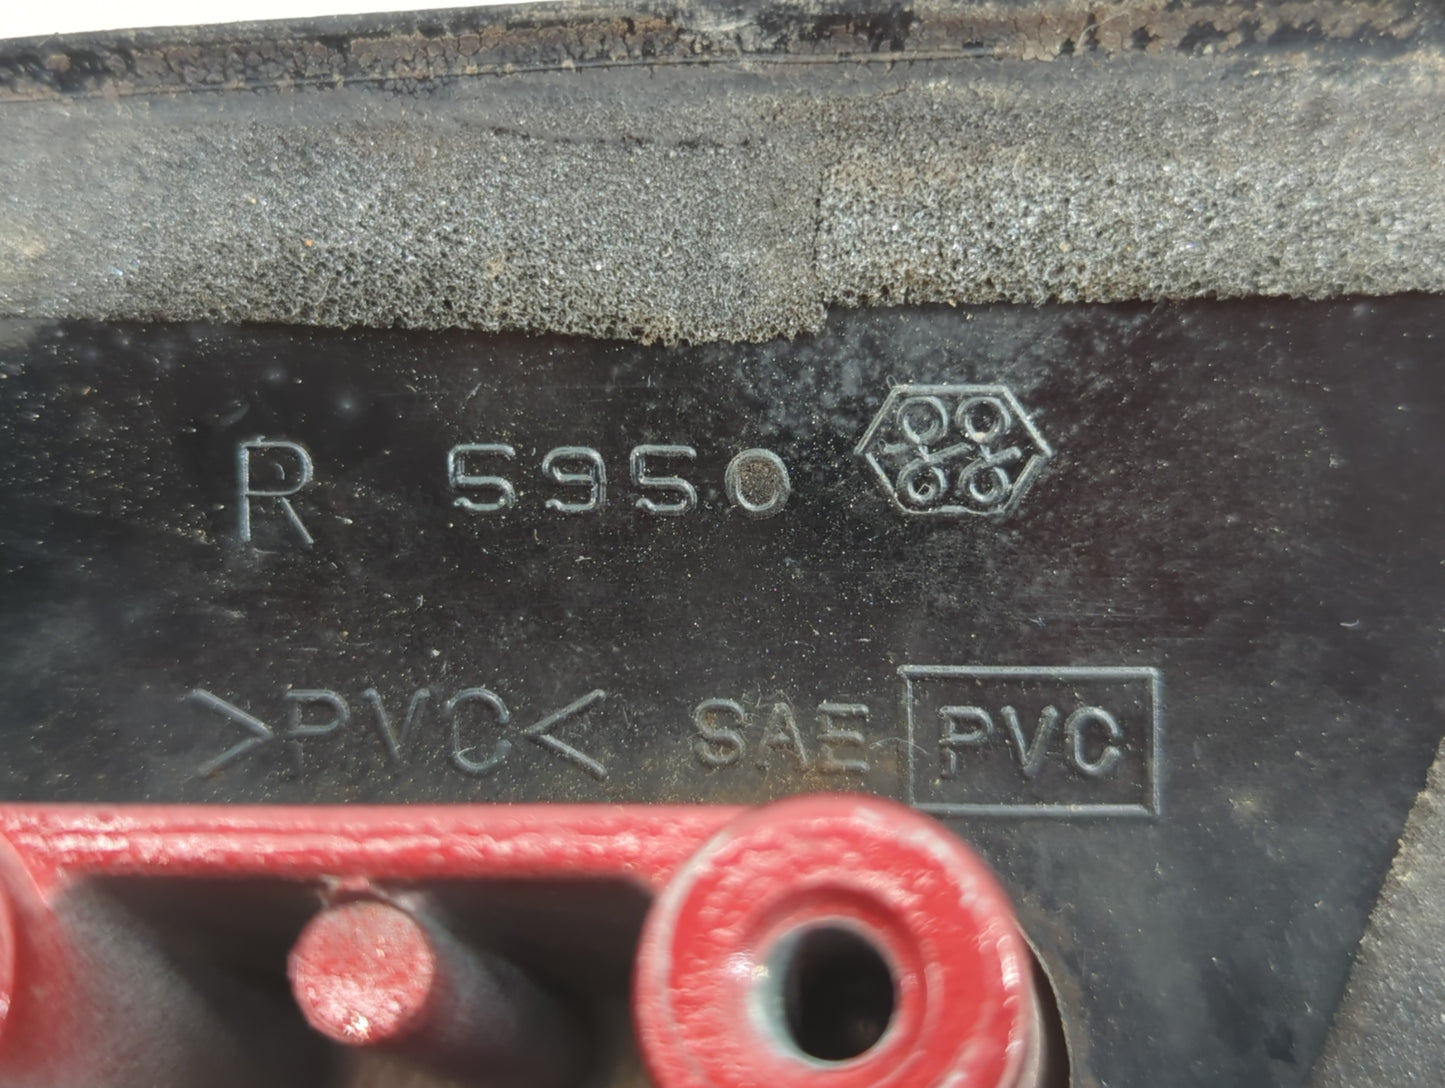 R 5950
>PVC< SAE PVC